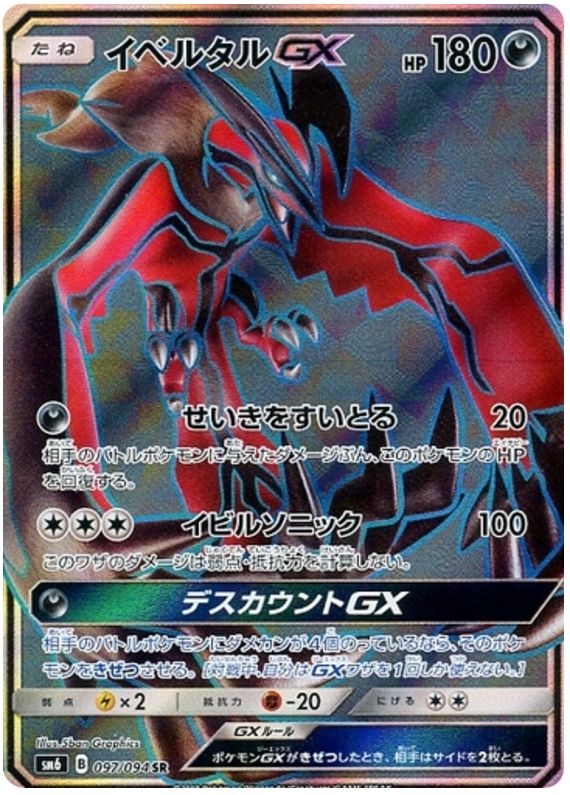 たね イベルタルGX HP 180
せいきをすいとる 20
相手のバトルポケモンに与えたダメージぶん、このポケモンのHP
を回復する。
イビルソニック 100
このワザのダメージは弱点・抵抗力を計算しない。
デスカウントGX
相手のバトルポケモンにダメカンが4個のっているなら、そのポケ
モンをきぜつさせる。[対戦中、自分はGXワザを1回しか使えない。]
弱点 ×2 抵抗力 -20 にげる
Illus. 5ban Graphics
GXルール
ポケモンGXがきぜつしたとき、相手はサイドを2枚とる。
SM6 B 097/094 SR